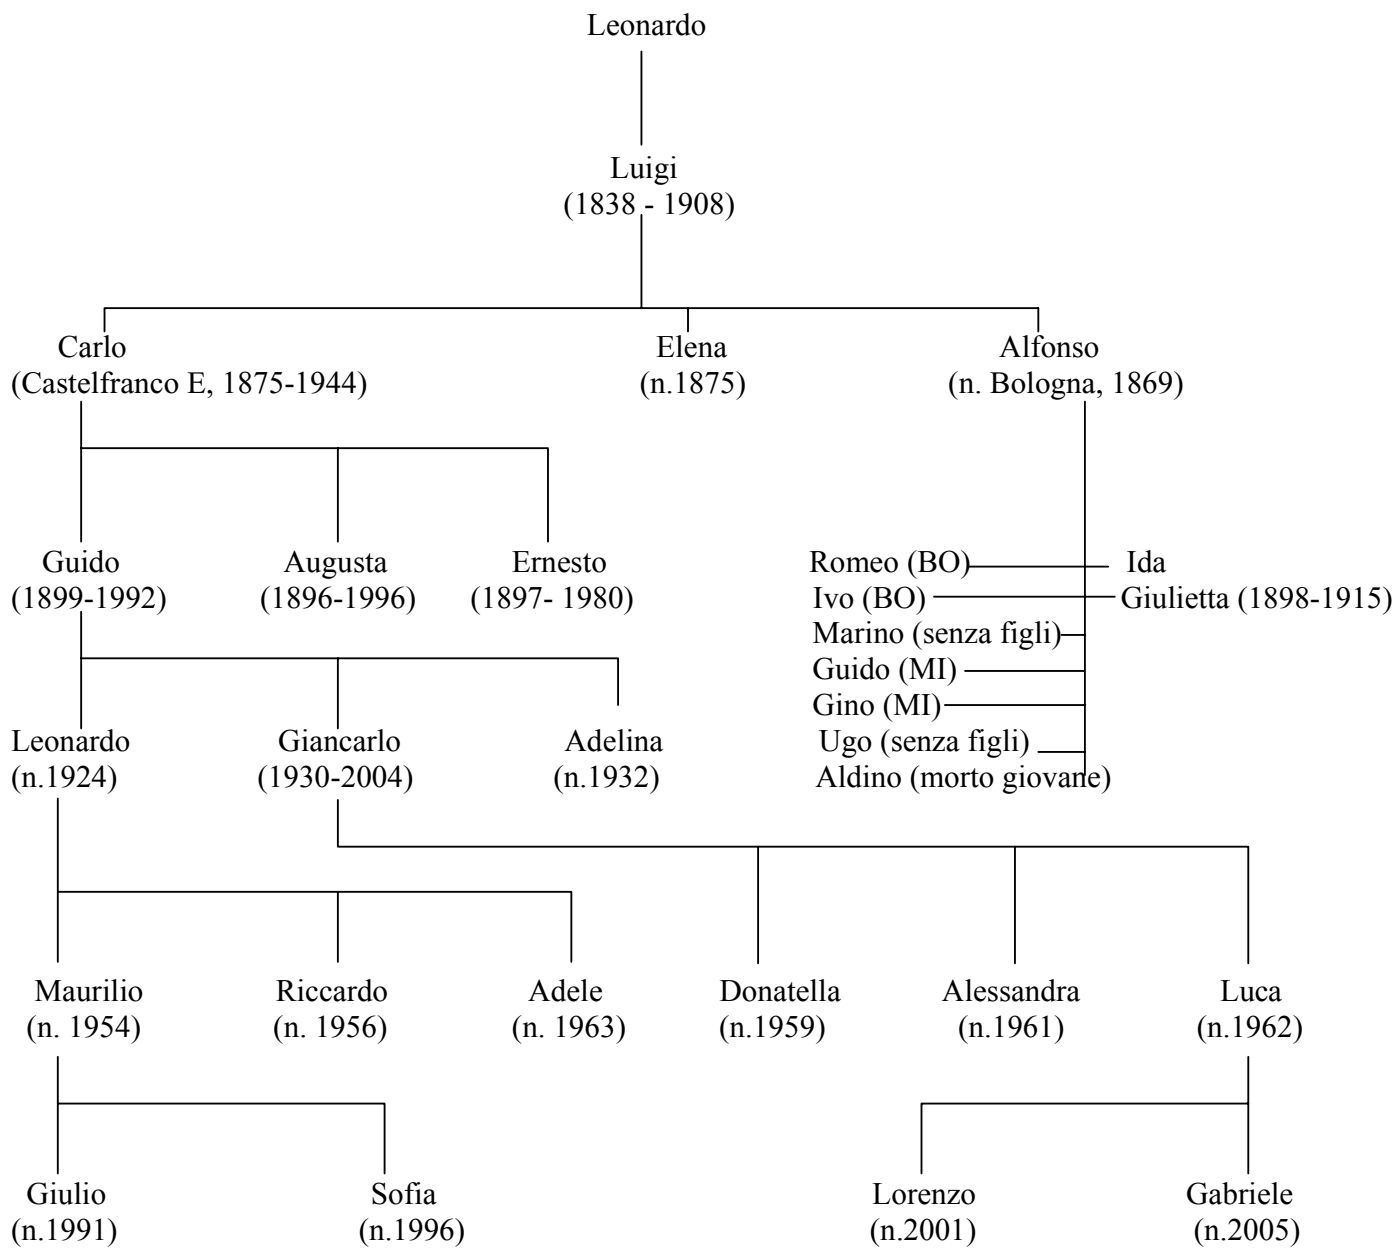 Leonardo
Luigi
(1838 - 1908)
Carlo
(Castelfranco E, 1875-1944)
Elena
(n.1875)
Alfonso
(n. Bologna, 1869)
Guido
(1899-1992)
Augusta
(1896-1996)
Ernesto
(1897- 1980)
Romeo (BO)
Ida
Ivo (BO)
Giulietta (1898-1915)
Marino (senza figli)
Guido (MI)
Gino (MI)
Ugo (senza figli)
Aldino (morto giovane)
Leonardo
(n.1924)
Giancarlo
(1930-2004)
Adelina
(n.1932)
Maurilio
(n. 1954)
Riccardo
(n. 1956)
Adele
(n. 1963)
Donatella
(n.1959)
Alessandra
(n.1961)
Luca
(n.1962)
Giulio
(n.1991)
Sofia
(n.1996)
Lorenzo
(n.2001)
Gabriele
(n.2005)